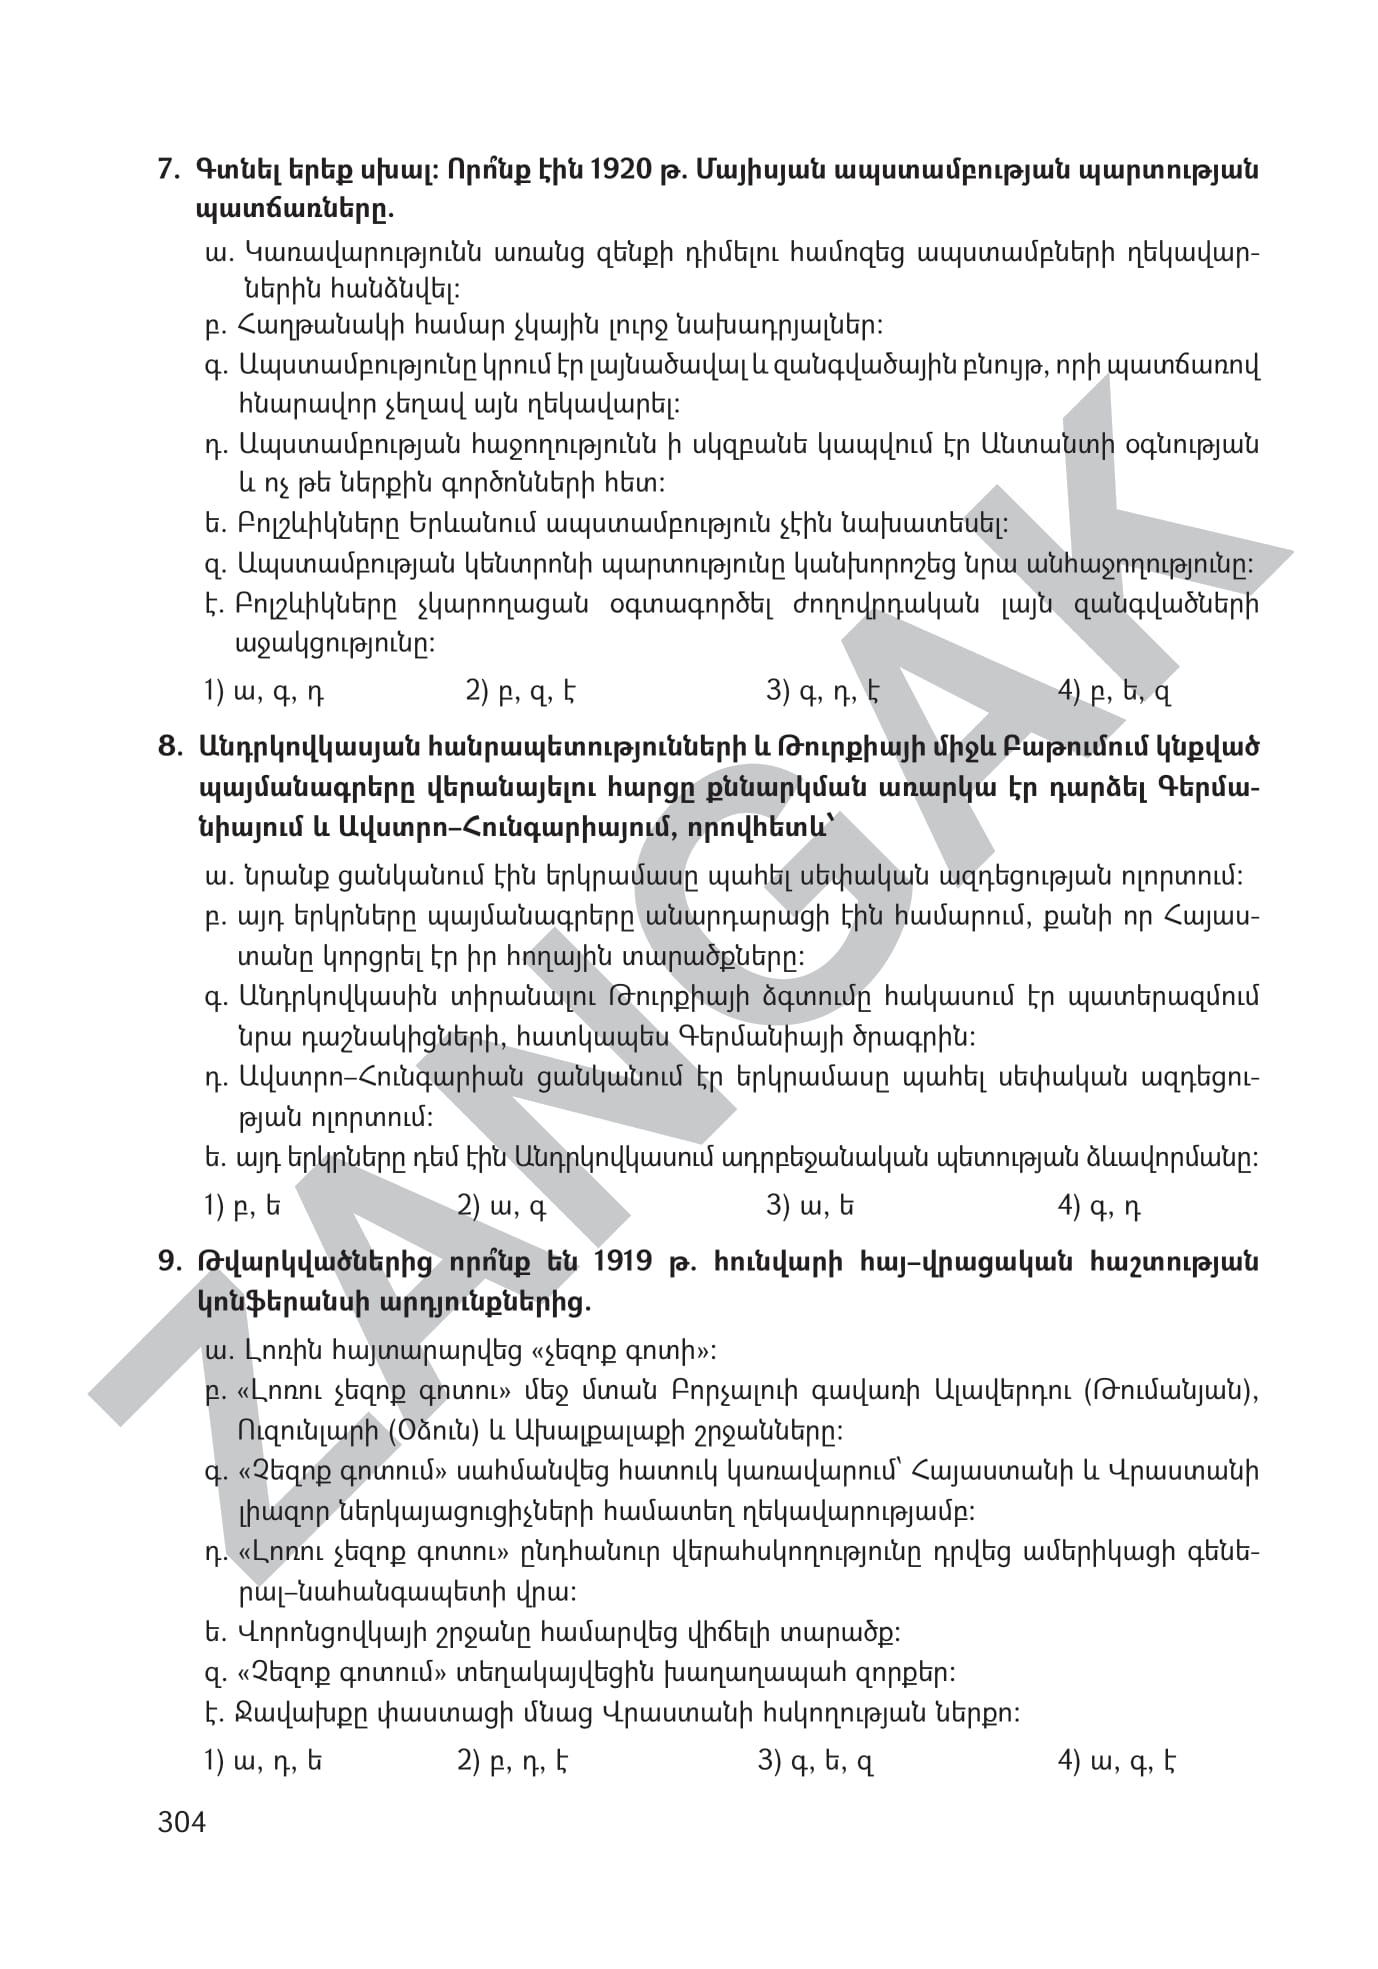 7. Գտնել երեք սխալ: Որո՞նք էին 1920 թ. Մայիսյան ապստամբության պարտության
պատճառները.
ա. Կառավարությունն առանց զենքի դիմելու համոզեց ապստամբների ղեկավար-
ներին հանձնվել:
բ. Հաղթանակի համար չկային լուրջ նախադրյալներ:
գ. Ապստամբությունը կրում էր լայնածավալ և զանգվածային բնույթ, որի պատճառով
հնարավոր չեղավ այն ղեկավարել:
դ. Ապստամբության հաջողությունն ի սկզբանե կապվում էր Անտանտի օգնության
և ոչ թե ներքին գործոնների հետ:
ե. Բոլշևիկները Երևանում ապստամբություն չէին նախատեսել:
զ. Ապստամբության կենտրոնի պարտությունը կանխորոշեց նրա անհաջողությունը:
է. Բոլշևիկները չկարողացան օգտագործել ժողովրդական լայն զանգվածների
աջակցությունը:
1) ա, գ, դ 2) բ, զ, է 3) գ, դ, է 4) բ, ե, զ
8. Անդրկովկասյան հանրապետությունների և Թուրքիայի միջև Բաթումում կնքված
պայմանագրերը վերանայելու հարցը քննարկման առարկա էր դարձել Գերմա-
նիայում և Ավստրո–Հունգարիայում, որովհետև՝
ա. նրանք ցանկանում էին երկրամասը պահել սեփական ազդեցության ոլորտում:
բ. այդ երկրները պայմանագրերը անարդարացի էին համարում, քանի որ Հայաս-
տանը կորցրել էր իր հողային տարածքները:
գ. Անդրկովկասին տիրանալու Թուրքիայի ձգտումը հակասում էր պատերազմում
նրա դաշնակիցների, հատկապես Գերմանիայի ծրագրին:
դ. Ավստրո–Հունգարիան ցանկանում էր երկրամասը պահել սեփական ազդեցու-
թյան ոլորտում:
ե. այդ երկրները դեմ էին Անդրկովկասում ադրբեջանական պետության ձևավորմանը:
1) բ, ե 2) ա, գ 3) ա, ե 4) գ, դ
9. Թվարկվածներից որո՞նք են 1919 թ. հունվարի հայ–վրացական հաշտության
կոնֆերանսի արդյունքներից.
ա. Լոռին հայտարարվեց «չեզոք գոտի»:
բ. «Լոռու չեզոք գոտու» մեջ մտան Բորչալուի գավառի Ալավերդու (Թումանյան),
Ուզունլարի (Օձուն) և Ախալքալաքի շրջանները:
գ. «Չեզոք գոտում» սահմանվեց հատուկ կառավարում՝ Հայաստանի և Վրաստանի
լիազոր ներկայացուցիչների համատեղ ղեկավարությամբ:
դ. «Լոռու չեզոք գոտու» ընդհանուր վերահսկողությունը դրվեց ամերիկացի գենե-
րալ–նահանգապետի վրա:
ե. Վորոնցովկայի շրջանը համարվեց վիճելի տարածք:
զ. «Չեզոք գոտում» տեղակայվեցին խաղաղապահ զորքեր:
է. Ջավախքը փաստացի մնաց Վրաստանի հսկողության ներքո:
1) ա, դ, ե 2) բ, դ, է 3) գ, ե, զ 4) ա, գ, է
304
ZANGAK